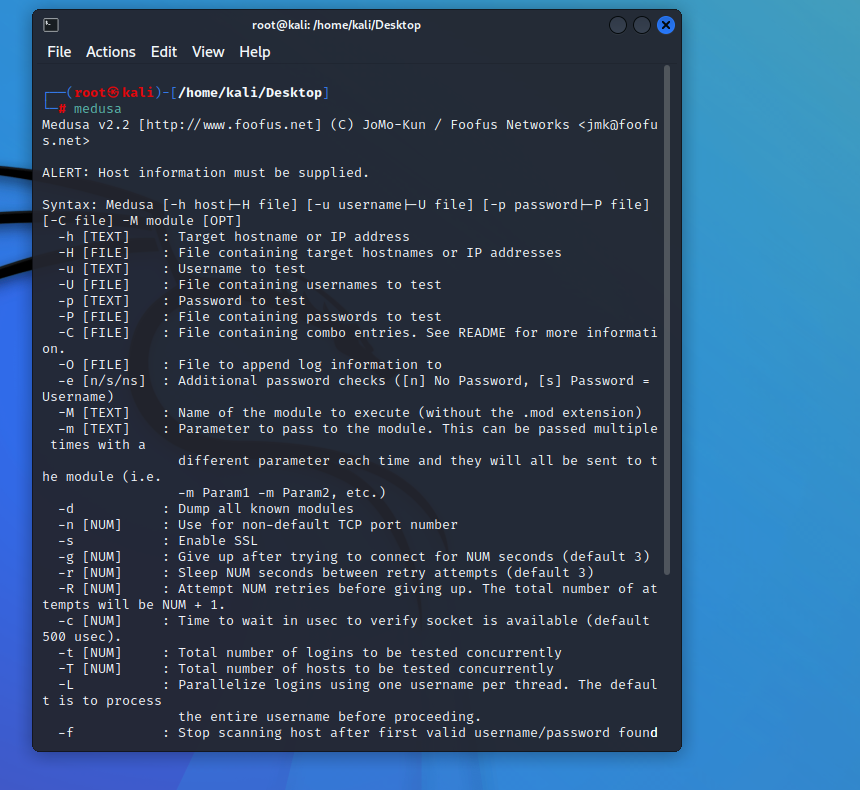 root@kali: /home/kali/Desktop
File Actions Edit View Help
┌──(root㉿kali)-[/home/kali/Desktop]
└─# medusa
Medusa v2.2 [http://www.foofus.net] (C) JoMo-Kun / Foofus Networks <jmk@foofu
s.net>
ALERT: Host information must be supplied.
Syntax: Medusa [-h host|-H file] [-u username|-U file] [-p password|-P file]
[-C file] -M module [OPT]
-h [TEXT]    : Target hostname or IP address
-H [FILE]    : File containing target hostnames or IP addresses
-u [TEXT]    : Username to test
-U [FILE]    : File containing usernames to test
-p [TEXT]    : Password to test
-P [FILE]    : File containing passwords to test
-C [FILE]    : File containing combo entries. See README for more informati
on.
-O [FILE]    : File to append log information to
-e [n/s/ns]  : Additional password checks ([n] No Password, [s] Password =
Username)
-M [TEXT]    : Name of the module to execute (without the .mod extension)
-m [TEXT]    : Parameter to pass to the module. This can be passed multiple
times with a
different parameter each time and they will all be sent to t
he module (i.e.
-m Param1 -m Param2, etc.)
-d           : Dump all known modules
-n [NUM]     : Use for non-default TCP port number
-s           : Enable SSL
-g [NUM]     : Give up after trying to connect for NUM seconds (default 3)
-r [NUM]     : Sleep NUM seconds between retry attempts (default 3)
-R [NUM]     : Attempt NUM retries before giving up. The total number of at
tempts will be NUM + 1.
-c [NUM]     : Time to wait in usec to verify socket is available (default
500 usec).
-t [NUM]     : Total number of logins to be tested concurrently
-T [NUM]     : Total number of hosts to be tested concurrently
-L           : Parallelize logins using one username per thread. The defaul
t is to process
the entire username before proceeding.
-f           : Stop scanning host after first valid username/password found